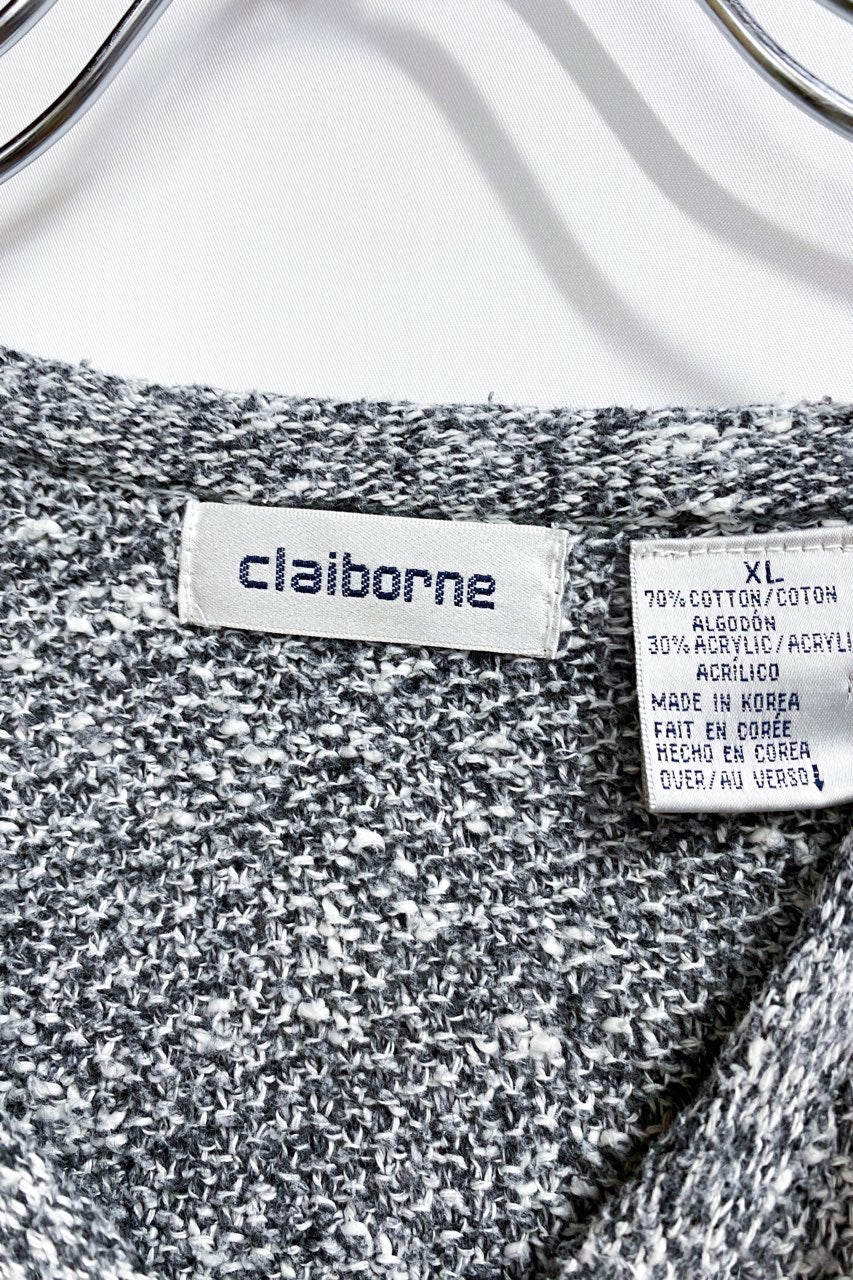 claiborne
XL
70% COTTON/COTON
ALGODÓN
30% ACRYLIC/ACRYLI
ACRÍLICO
MADE IN KOREA
FAIT EN CORÉE
HECHO EN COREA
OVER/AU VERSO↓